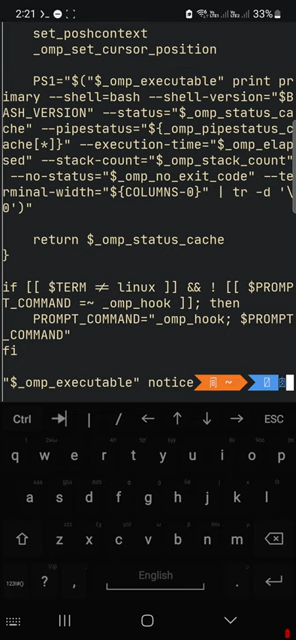 2:21 >_ 33%
    set_poshcontext
    _omp_set_cursor_position

    PS1="$("$_omp_executable" print pr
imary --shell=bash --shell-version="$B
ASH_VERSION" --status="$_omp_status_ca
che" --pipestatus="${_omp_pipestatus_c
ache[*]}" --execution-time="$_omp_elap
sed" --stack-count="$_omp_stack_count"
 --no-status="$_omp_no_exit_code" --te
rminal-width="${COLUMNS-0}" | tr -d '\
0')"

    return $_omp_status_cache
}

if [[ $TERM ≠ linux ]] && ! [[ $PROMP
T_COMMAND =~ _omp_hook ]]; then
    PROMPT_COMMAND="_omp_hook; $PROMPT
_COMMAND"
fi

"$_omp_executable" notice ~
Ctrl | / ← ↑ ↓ → ESC
q w e r t y u i o p
a s d f g h j k l
z x c v b n m
123#() ? , English .